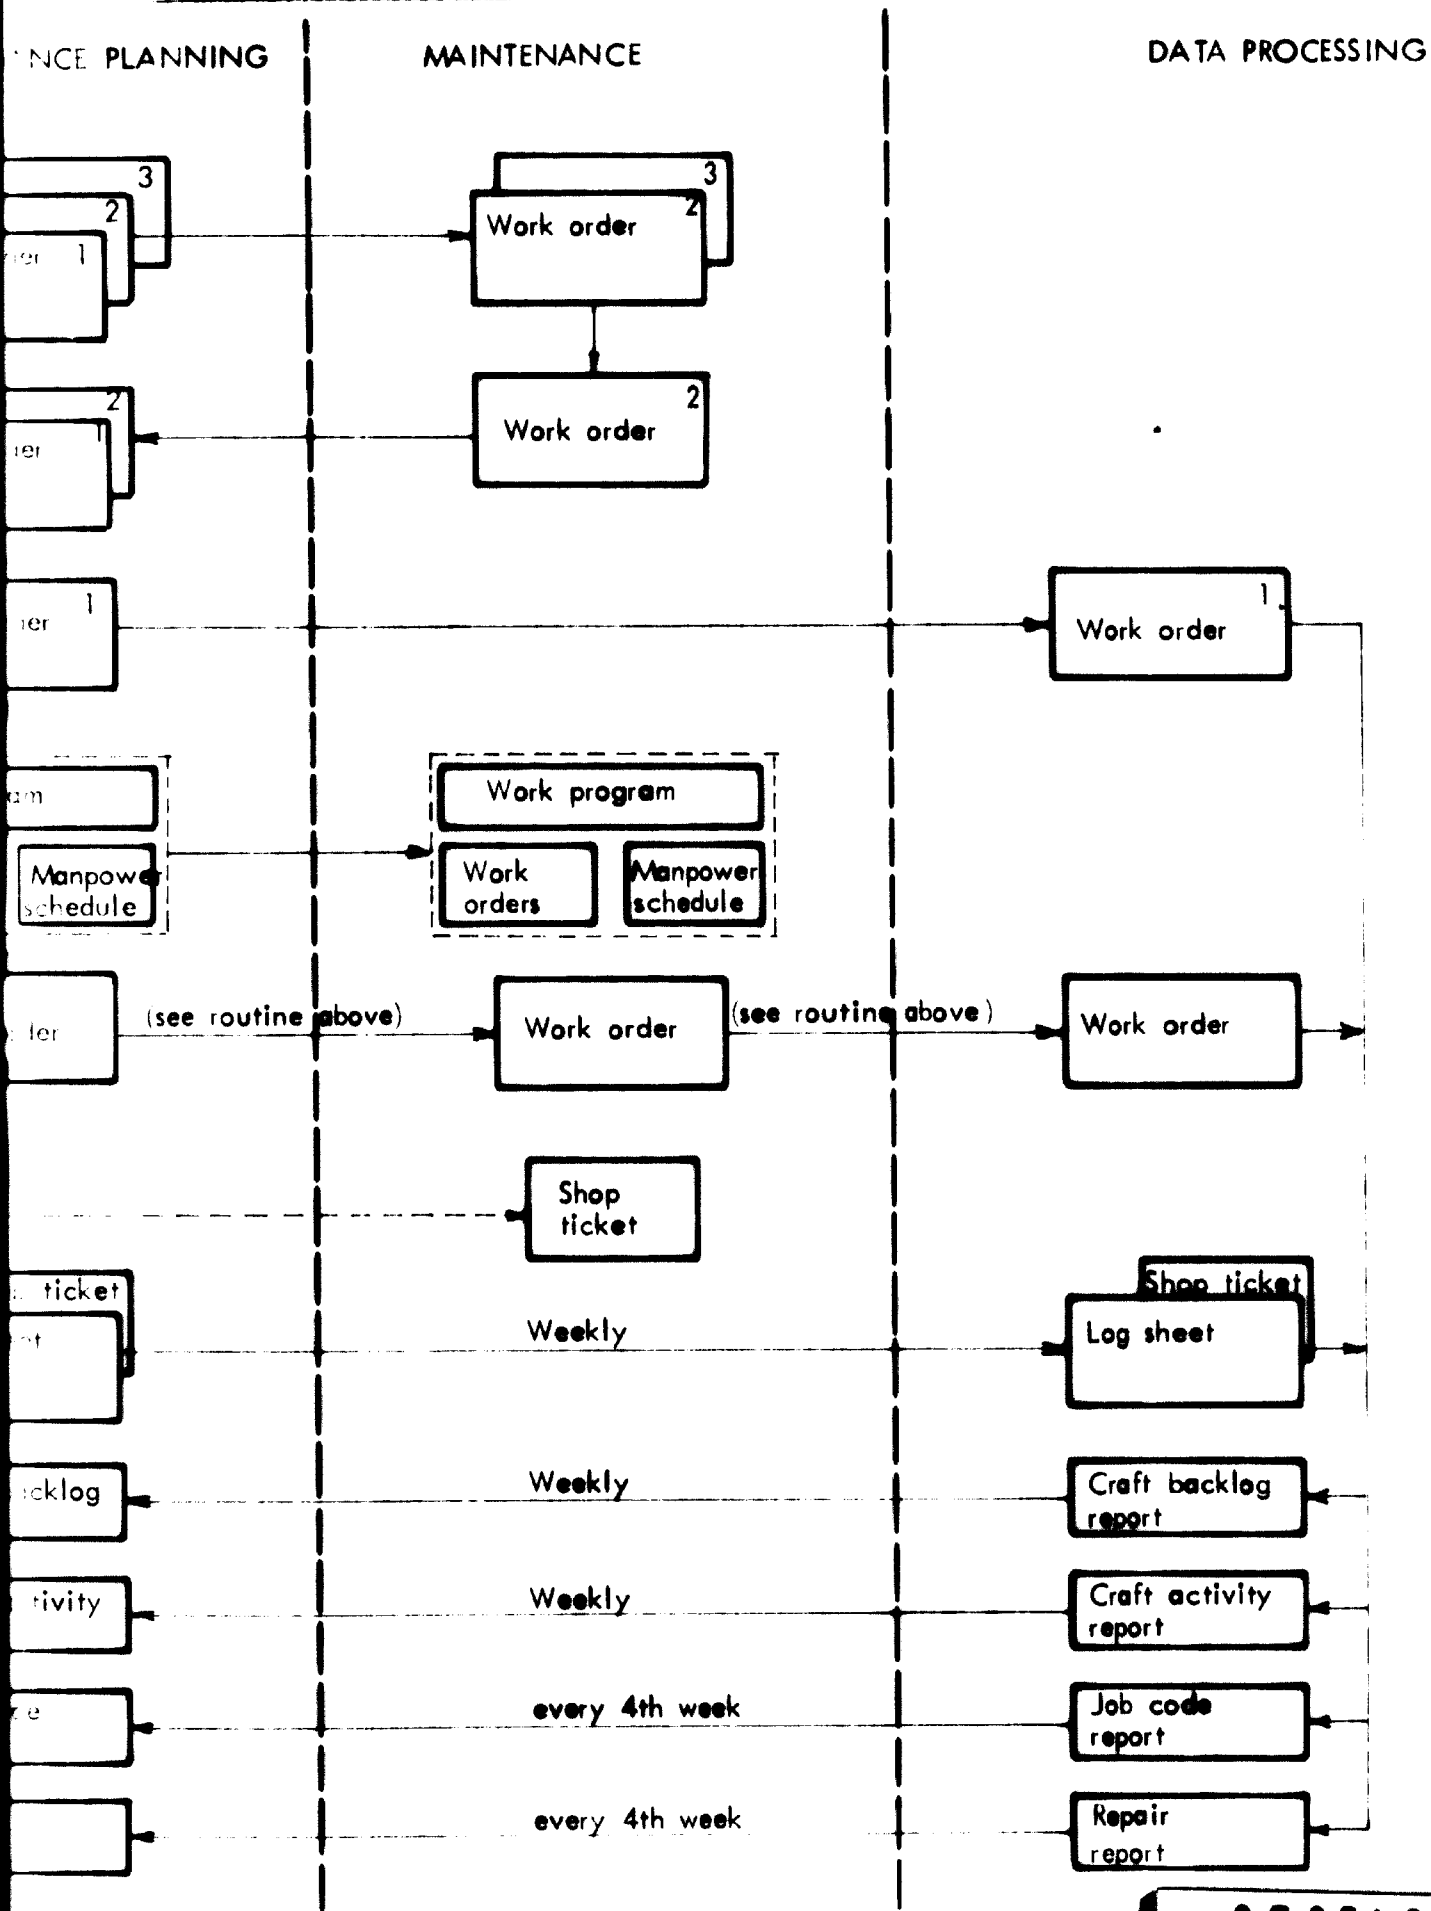 NCE PLANNING
MAINTENANCE
DATA PROCESSING
3
2
1
3
2
Work order
2
1
2
Work order
1
1
Work order
Work program
Manpower
schedule
Work
orders
Manpower
schedule
(see routine above)
Work order
(see routine above)
Work order
Shop
ticket
ticket
Shop ticket
Log sheet
Weekly
Weekly
Craft backlog
report
Weekly
Craft activity
report
every 4th week
Job code
report
every 4th week
Repair
report